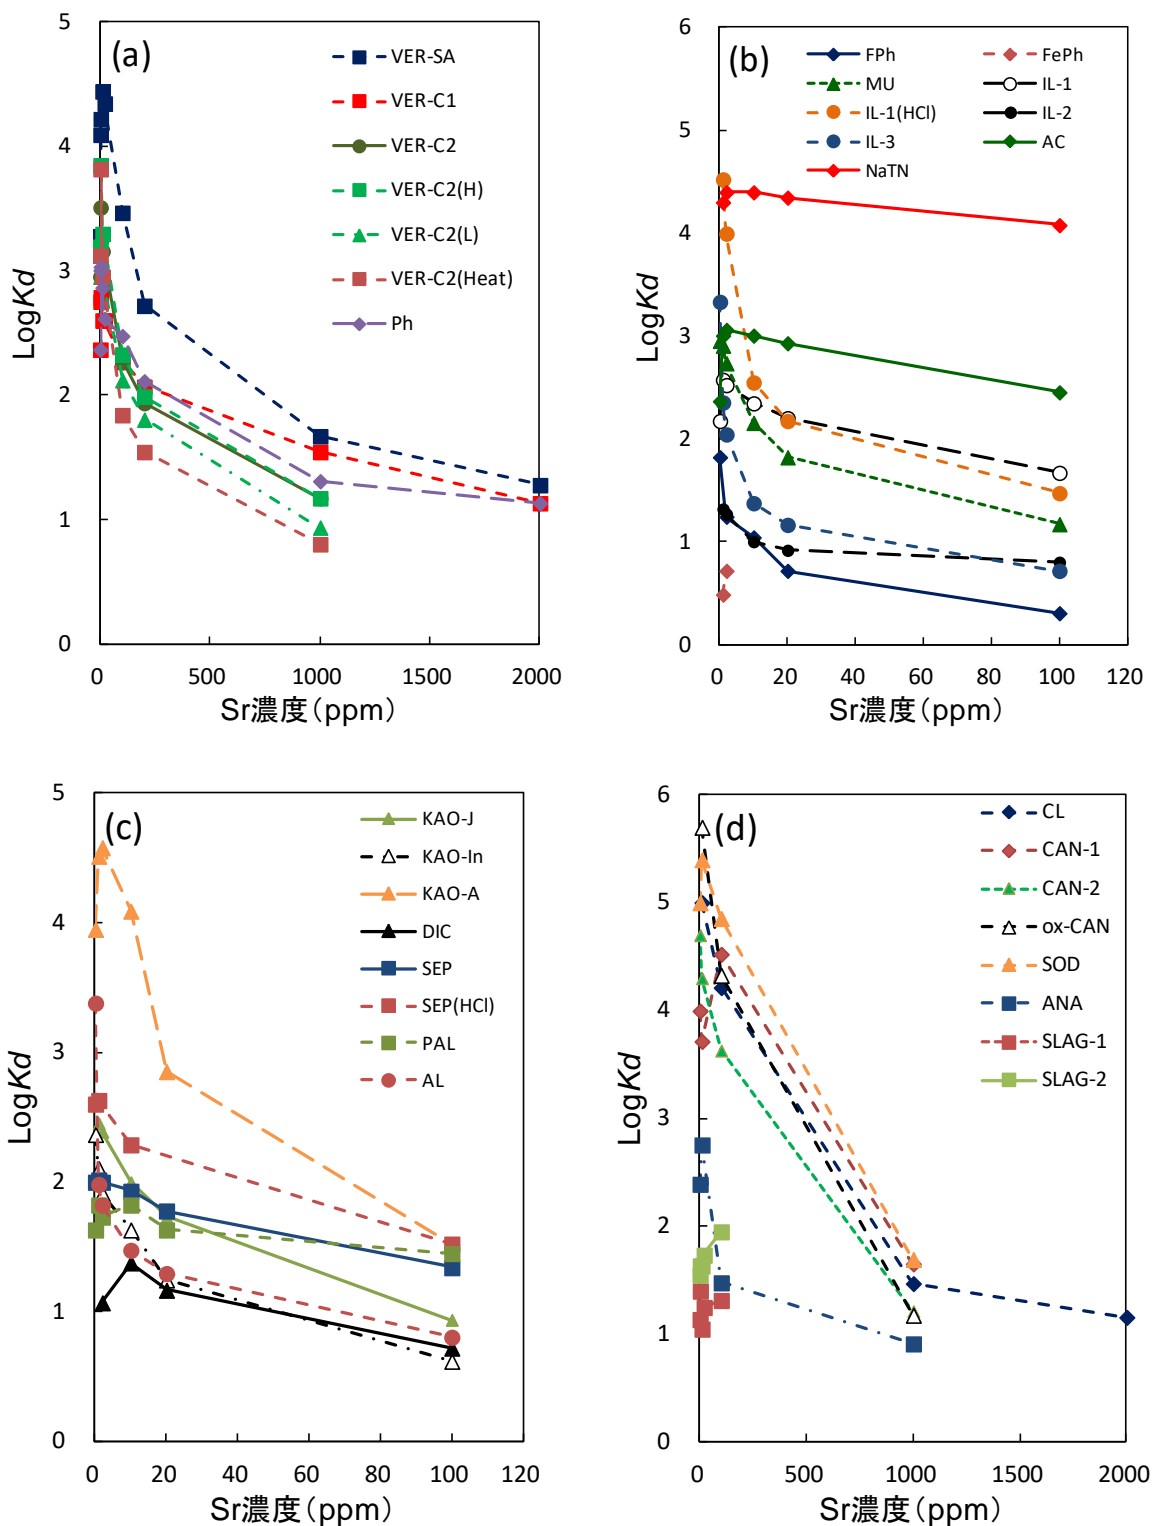 (a)
5
4
3
2
1
0
LogKd
VER-SA
VER-C1
VER-C2
VER-C2(H)
VER-C2(L)
VER-C2(Heat)
Ph
0 500 1000 1500 2000
Sr濃度(ppm)
(b)
6
5
4
3
2
1
0
LogKd
FPh FePh
MU IL-1
IL-1(HCl) IL-2
IL-3 AC
NaTN
0 20 40 60 80 100 120
Sr濃度(ppm)
(c)
5
4
3
2
1
0
LogKd
KAO-J
KAO-In
KAO-A
DIC
SEP
SEP(HCl)
PAL
AL
0 20 40 60 80 100 120
Sr濃度(ppm)
(d)
6
5
4
3
2
1
0
LogKd
CL
CAN-1
CAN-2
ox-CAN
SOD
ANA
SLAG-1
SLAG-2
0 500 1000 1500 2000
Sr濃度(ppm)